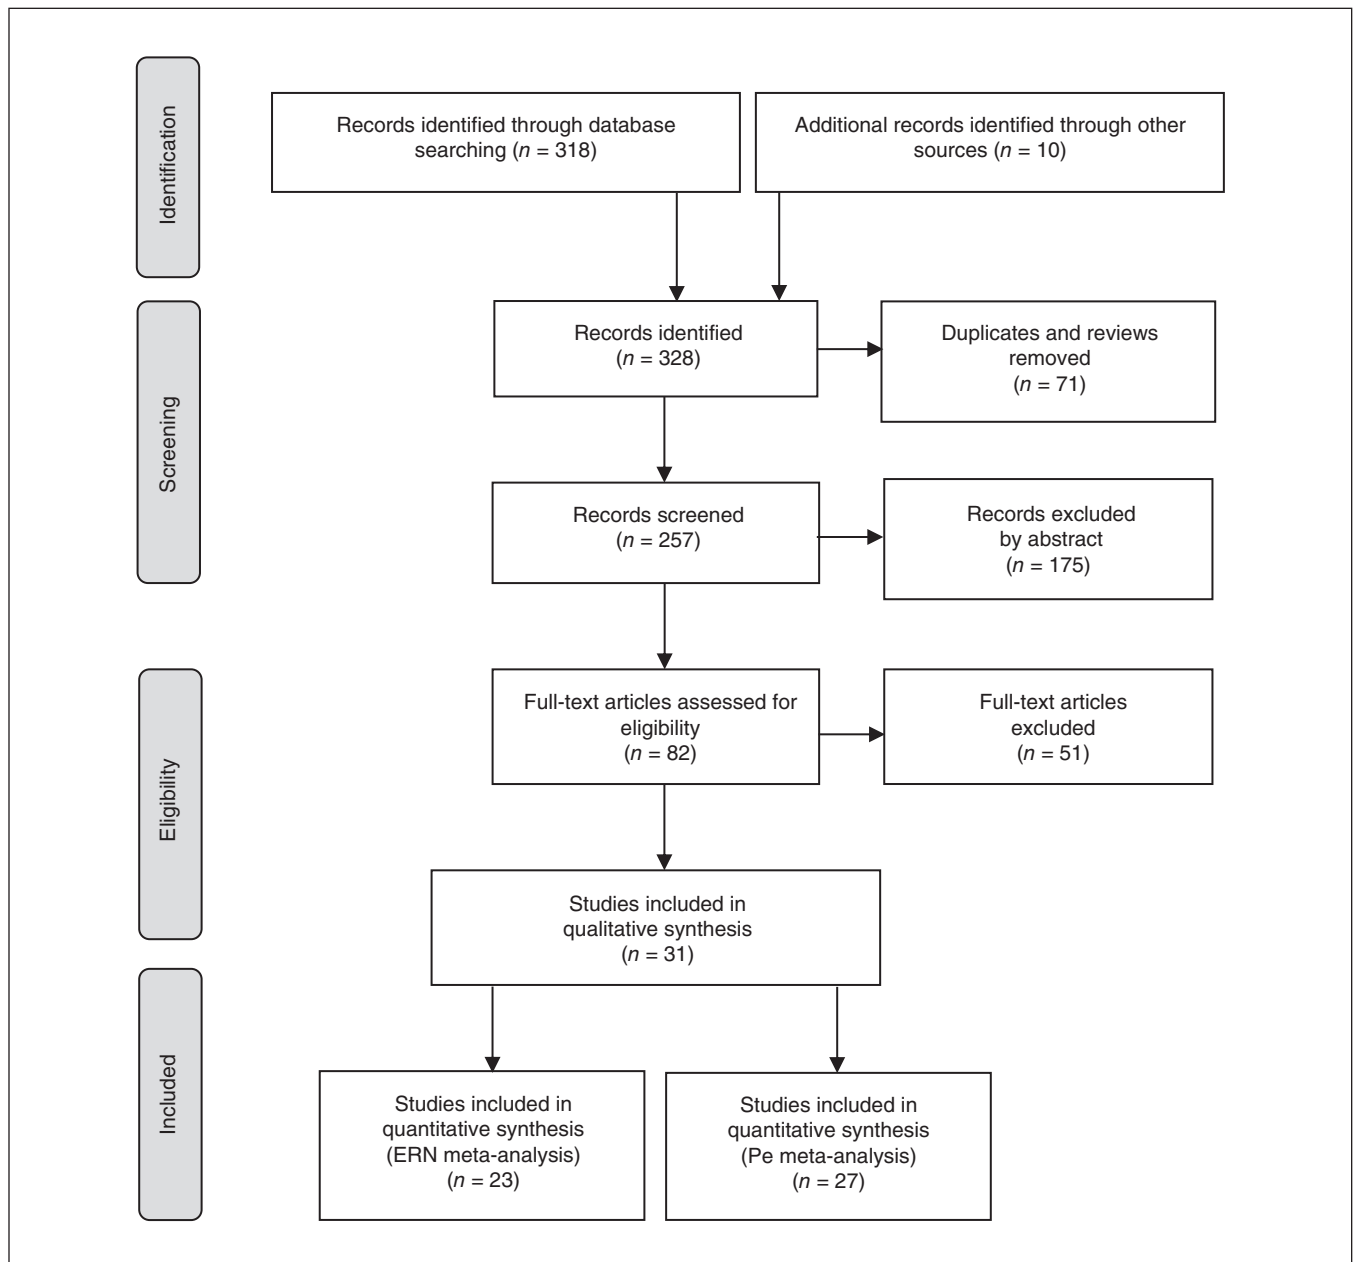 Identification
Records identified through database
searching (n = 318)
Additional records identified through other
sources (n = 10)
Screening
Records identified
(n = 328)
Duplicates and reviews
removed
(n = 71)
Records screened
(n = 257)
Records excluded
by abstract
(n = 175)
Eligibility
Full-text articles assessed for
eligibility
(n = 82)
Full-text articles
excluded
(n = 51)
Studies included in
qualitative synthesis
(n = 31)
Included
Studies included in
quantitative synthesis
(ERN meta-analysis)
(n = 23)
Studies included in
quantitative synthesis
(Pe meta-analysis)
(n = 27)